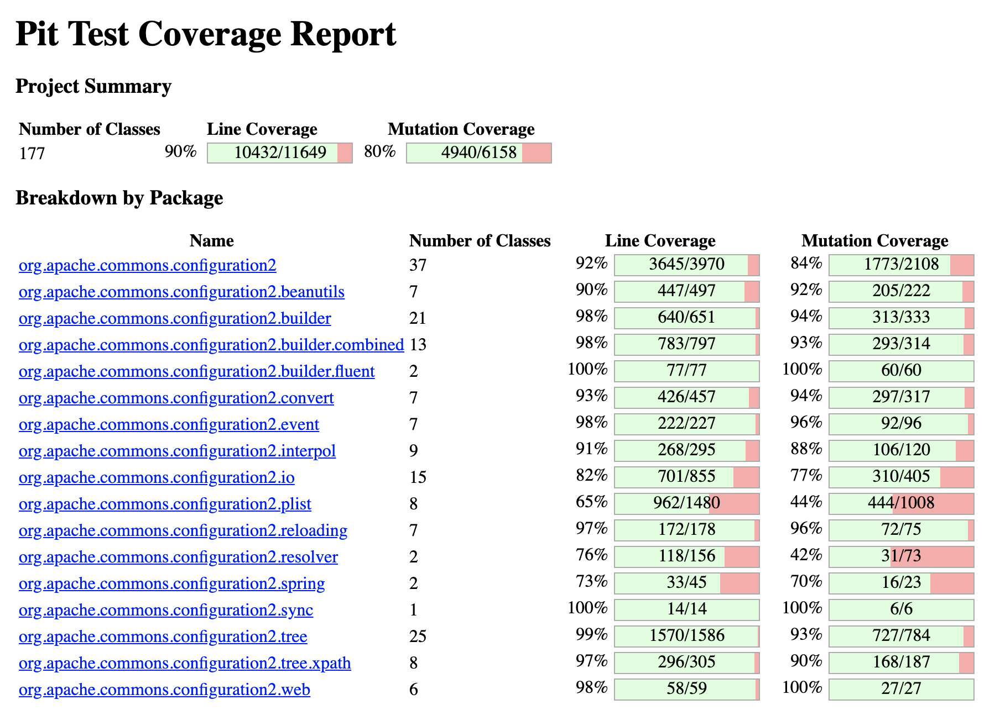 Pit Test Coverage Report
Project Summary
Number of Classes Line Coverage Mutation Coverage
177 90% 10432/11649 80% 4940/6158
Breakdown by Package
Name Number of Classes Line Coverage Mutation Coverage
org.apache.commons.configuration2 37 92% 3645/3970 84% 1773/2108
org.apache.commons.configuration2.beanutils 7 90% 447/497 92% 205/222
org.apache.commons.configuration2.builder 21 98% 640/651 94% 313/333
org.apache.commons.configuration2.builder.combined 13 98% 783/797 93% 293/314
org.apache.commons.configuration2.builder.fluent 2 100% 77/77 100% 60/60
org.apache.commons.configuration2.convert 7 93% 426/457 94% 297/317
org.apache.commons.configuration2.event 7 98% 222/227 96% 92/96
org.apache.commons.configuration2.interpol 9 91% 268/295 88% 106/120
org.apache.commons.configuration2.io 15 82% 701/855 77% 310/405
org.apache.commons.configuration2.plist 8 65% 962/1480 44% 444/1008
org.apache.commons.configuration2.reloading 7 97% 172/178 96% 72/75
org.apache.commons.configuration2.resolver 2 76% 118/156 42% 31/73
org.apache.commons.configuration2.spring 2 73% 33/45 70% 16/23
org.apache.commons.configuration2.sync 1 100% 14/14 100% 6/6
org.apache.commons.configuration2.tree 25 99% 1570/1586 93% 727/784
org.apache.commons.configuration2.tree.xpath 8 97% 296/305 90% 168/187
org.apache.commons.configuration2.web 6 98% 58/59 100% 27/27